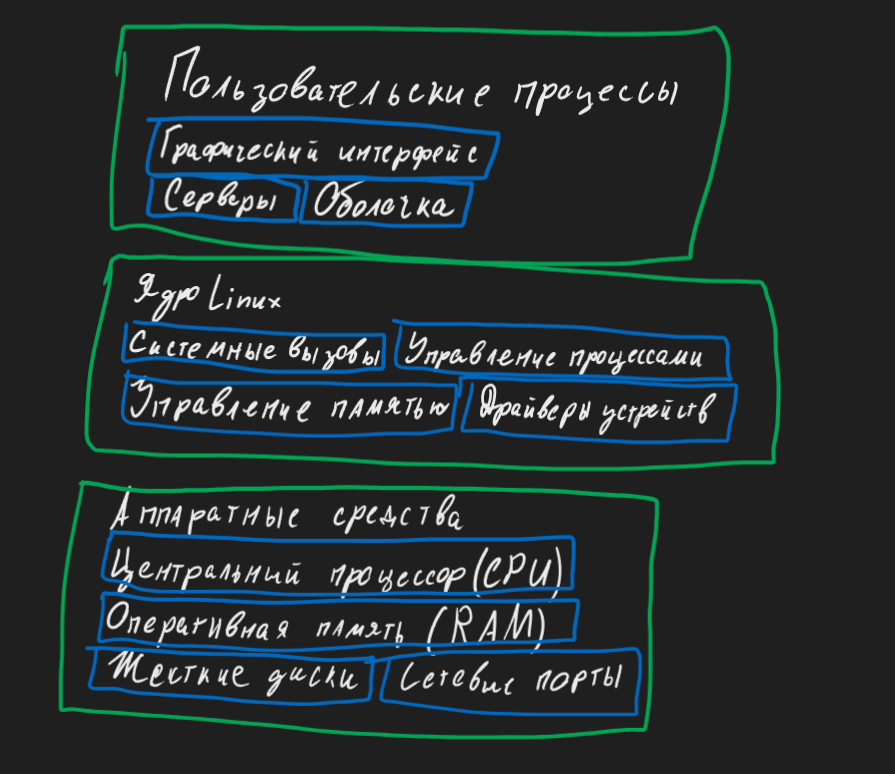 Пользовательские процессы
Графический интерфейс
Серверы Оболочка
Ядро Linux
Системные вызовы Управление процессами
Управление памятью Драйверы устрейств
Аппаратные средства
Центральный процессор (CPU)
Оперативная память (RAM)
Жесткие диски Сетевые порты